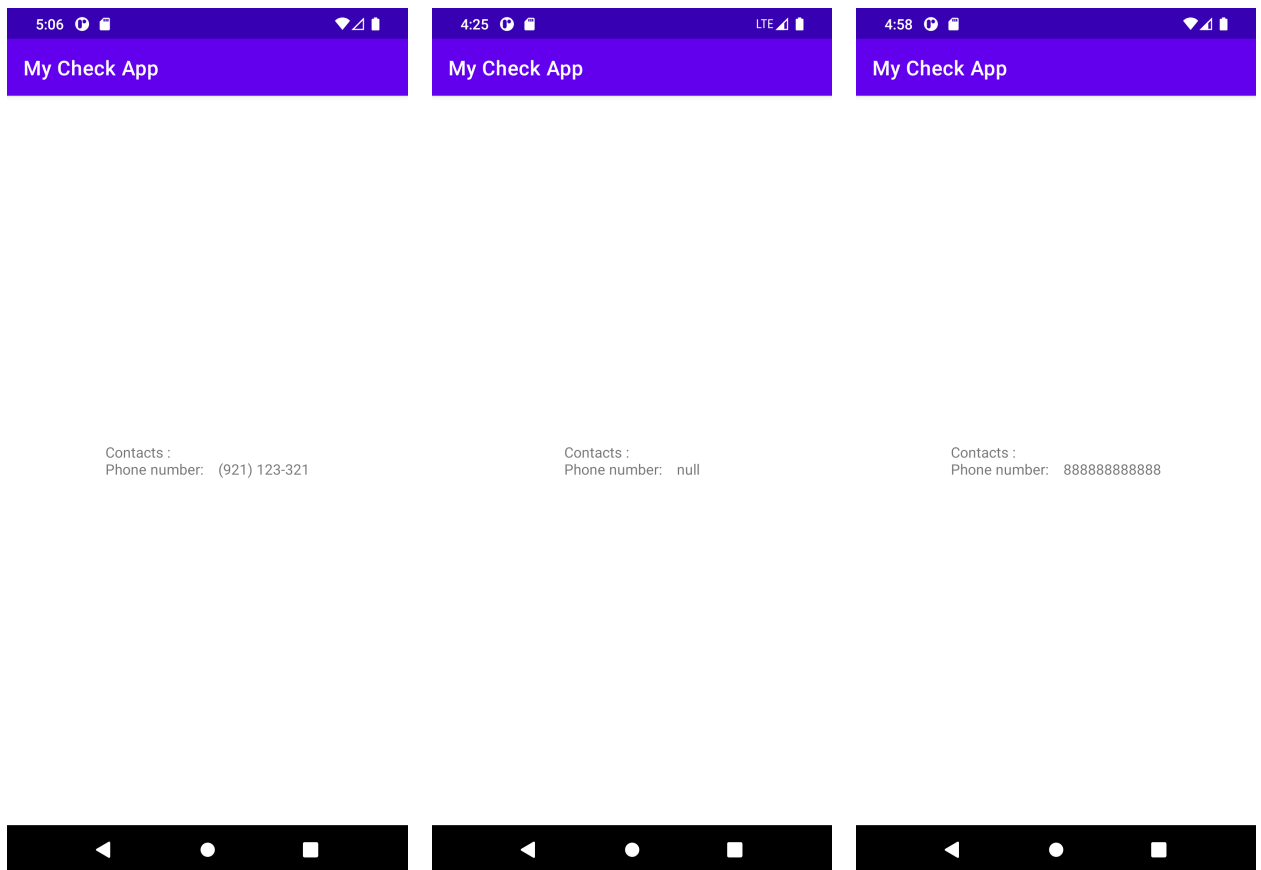 5:06
My Check App
Contacts :
Phone number: (921) 123-321
4:25
LTE
My Check App
Contacts :
Phone number: null
4:58
My Check App
Contacts :
Phone number: 888888888888